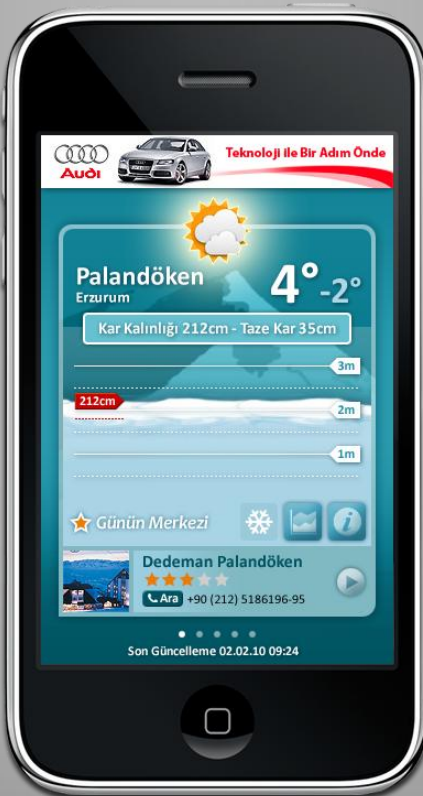 Audi
Teknoloji ile Bir Adım Önde
Palandöken
Erzurum
4° -2°
Kar Kalınlığı 212cm - Taze Kar 35cm
3m
212cm
2m
1m
Günün Merkezi
Dedeman Palandöken
Ara +90 (212) 5186196-95
Son Güncelleme 02.02.10 09:24